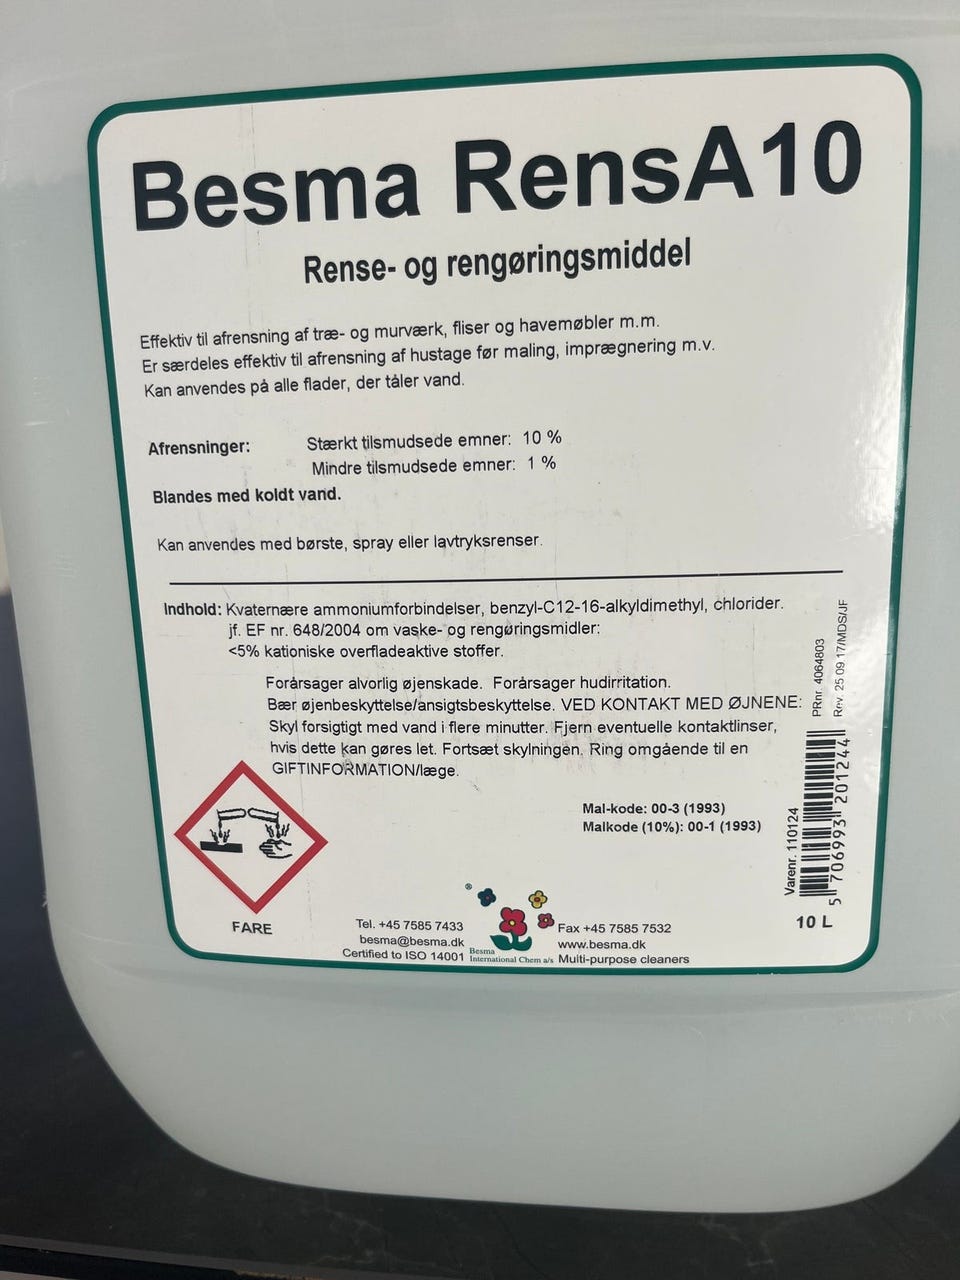 Besma RensA10
Rense- og rengøringsmiddel
Effektiv til afrensning af træ- og murværk, fliser og havemøbler m.m.
Er særdeles effektiv til afrensning af hustage før maling, imprægnering m.v.
Kan anvendes på alle flader, der tåler vand.
Afrensninger: Stærkt tilsmudsede emner: 10 %
Mindre tilsmudsede emner: 1 %
Blandes med koldt vand.
Kan anvendes med børste, spray eller lavtryksrenser.
Indhold: Kvaternære ammoniumforbindelser, benzyl-C12-16-alkyldimethyl, chlorider.
jf. EF nr. 648/2004 om vaske- og rengøringsmidler:
<5% kationiske overfladeaktive stoffer.
Forårsager alvorlig øjenskade. Forårsager hudirritation.
Bær øjenbeskyttelse/ansigtsbeskyttelse. VED KONTAKT MED ØJNENE:
Skyl forsigtigt med vand i flere minutter. Fjern eventuelle kontaktlinser,
hvis dette kan gøres let. Fortsæt skylningen. Ring omgående til en
GIFTINFORMATION/læge.
Mal-kode: 00-3 (1993)
Malkode (10%): 00-1 (1993)
PRnr. 4064803
Rev. 25 09 17/MDS/JF
Varenr. 110124
5 706993 201244
10 L
FARE
Tel. +45 7585 7433
besma@besma.dk
Certified to ISO 14001
®
Besma
International Chem a/s
Fax +45 7585 7532
www.besma.dk
Multi-purpose cleaners